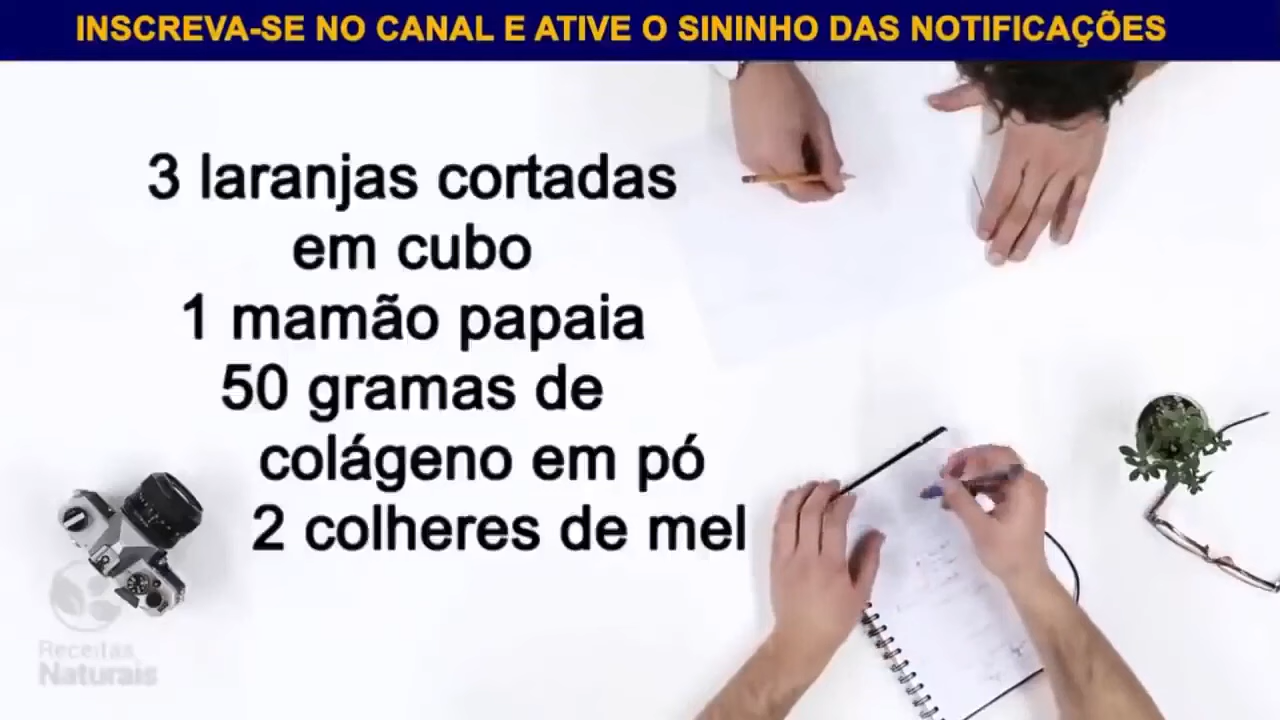 INSCREVA-SE NO CANAL E ATIVE O SININHO DAS NOTIFICAÇÕES
3 laranjas cortadas
em cubo
1 mamão papaia
50 gramas de
colágeno em pó
2 colheres de mel
Receitas
Naturais